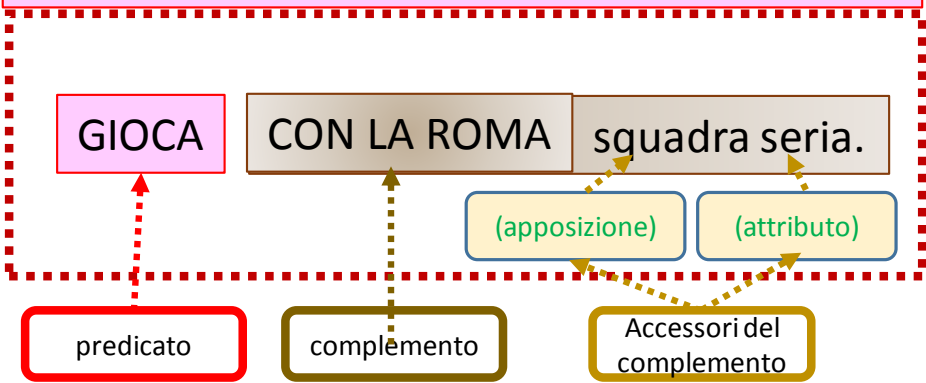 GIOCA CON LA ROMA squadra seria.
(apposizione) (attributo)
predicato complemento Accessori del
complemento